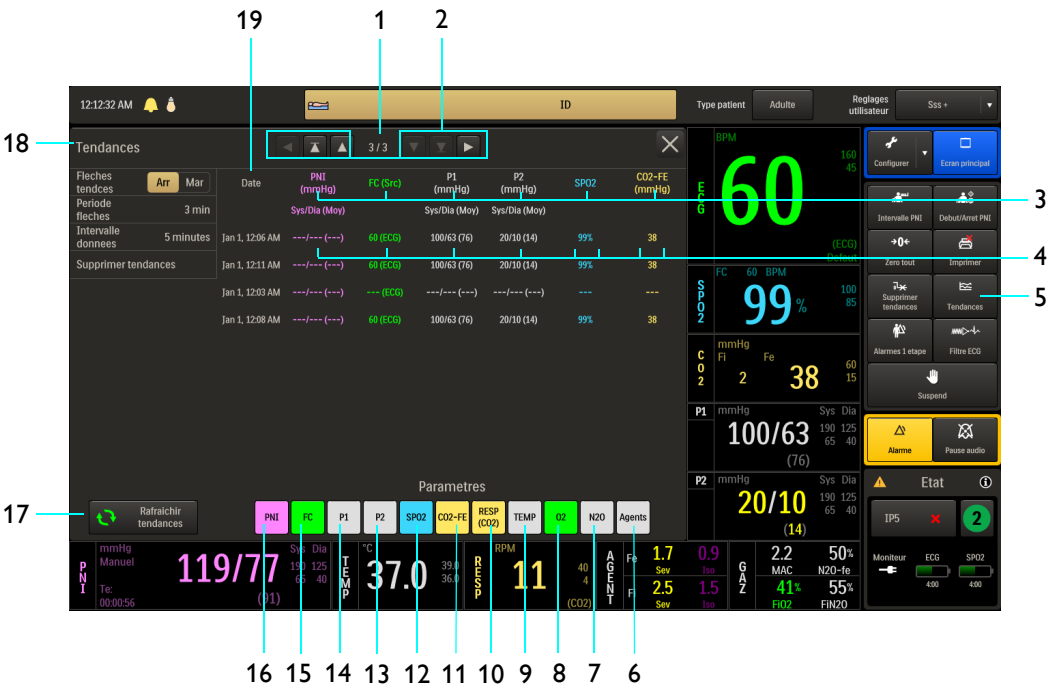 19 1 2
12:12:32 AM ID Type patient Adulte Reglages utilisateur Sss +
18 Tendances 3 / 3
Fleches tendces Arr Mar
Periode fleches 3 min
Intervalle donnees 5 minutes
Supprimer tendances
Date PNI (mmHg) FC (Src) P1 (mmHg) P2 (mmHg) SPO2 CO2-FE (mmHg) 3
Sys/Dia (Moy) Sys/Dia (Moy) Sys/Dia (Moy)
Jan 1, 12:06 AM ---/--- (---) 60 (ECG) 100/63 (76) 20/10 (14) 99% 38
4
Jan 1, 12:11 AM ---/--- (---) 60 (ECG) 100/63 (76) 20/10 (14) 99% 38
Jan 1, 12:03 AM ---/--- (---) --- (ECG) ---/--- (---) ---/--- (---) --- ---
Jan 1, 12:08 AM ---/--- (---) 60 (ECG) 100/63 (76) 20/10 (14) 99% 38
17 Rafraichir tendances
Parametres
PNI FC P1 P2 SPO2 CO2-FE RESP (CO2) TEMP O2 N2O Agents
ECG
BPM
60
160
45
(ECG)
Defaut
SPO2
FC 60 BPM
99%
100
85
CO2
mmHg
Fi Fe
2 38
60
15
P1 mmHg Sys Dia
100/63 190 125
65 40
(76)
P2 mmHg Sys Dia
20/10 190 125
65 40
(14)
Configurer Ecran principal
Intervalle PNI Debut/Arret PNI
→0←
Zero tout Imprimer
Supprimer tendances Tendances 5
Alarmes 1 etape Filtre ECG
Suspend
Alarme Pause audio
Etat
IP5 2
Moniteur ECG SPO2
4:00 4:00
PNI
mmHg
Manuel
Te:
00:00:56
119/77
Sys Dia
190 125
65 40
(91)
TEMP
°C
37.0
39.0
36.0
RESP
RPM
11
40
4
(CO2)
AGENT
Fe 1.7 0.9
Sev Iso
Fi 2.5 1.5
Sev Iso
GAZ
2.2 50%
MAC N2O-fe
41% 55%
FiO2 FiN2O
16 15 14 13 12 11 10 9 8 7 6